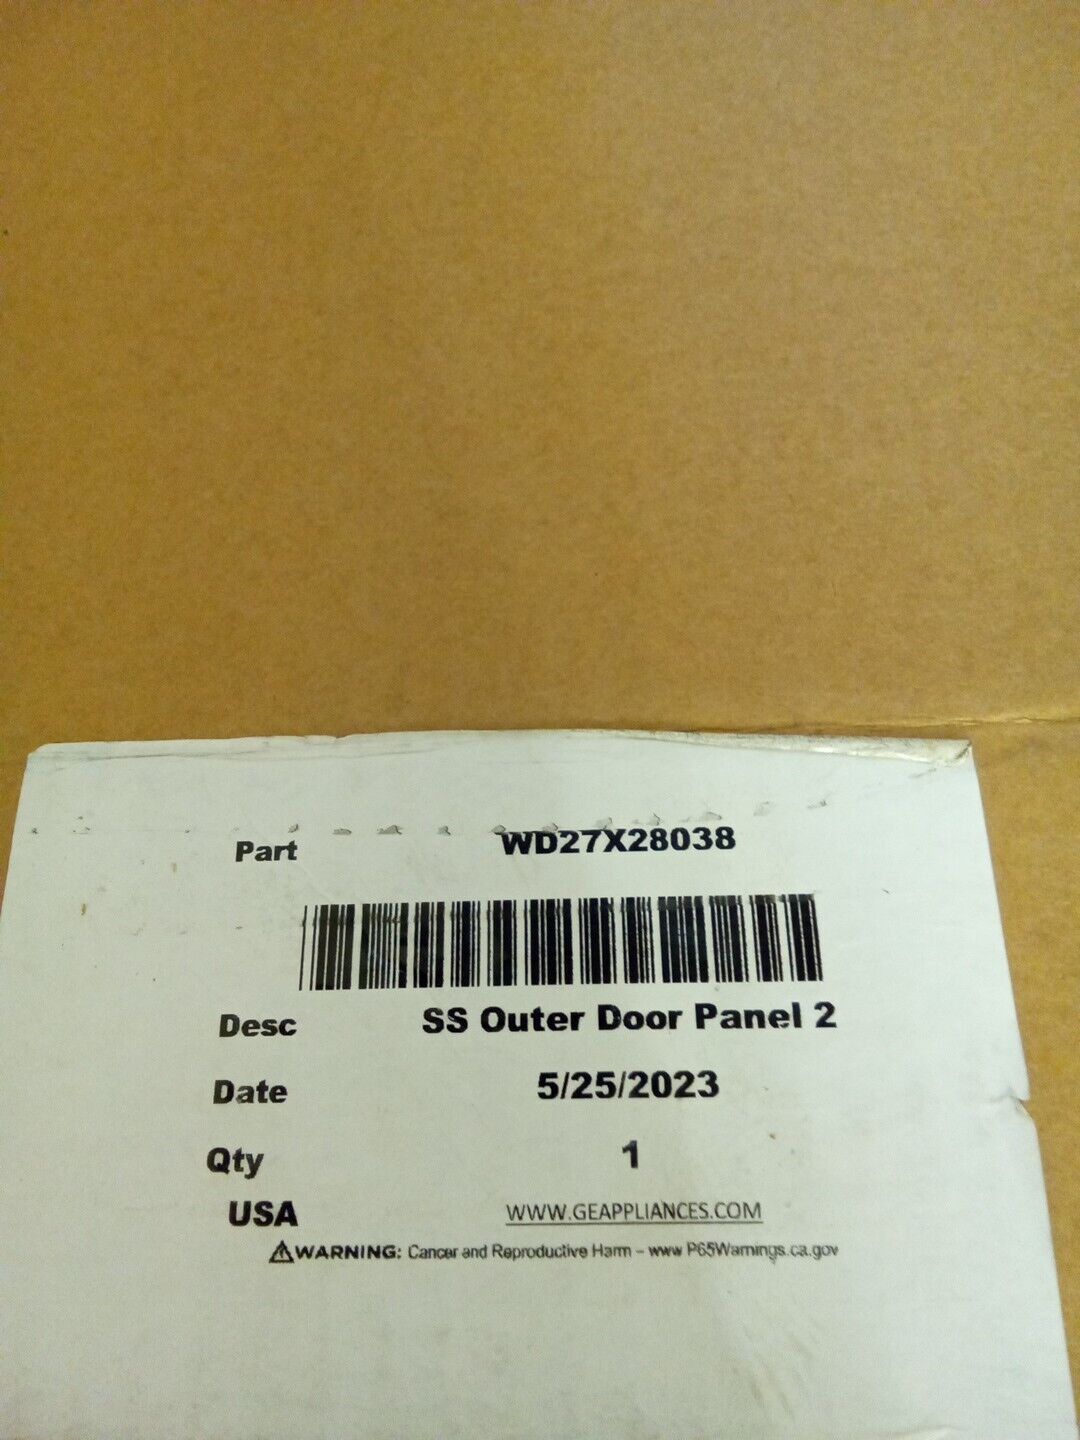 Part WD27X28038
Desc SS Outer Door Panel 2
Date 5/25/2023
Qty 1
USA WWW.GEAPPLIANCES.COM
⚠WARNING: Cancer and Reproductive Harm – www P65Warnings.ca.gov